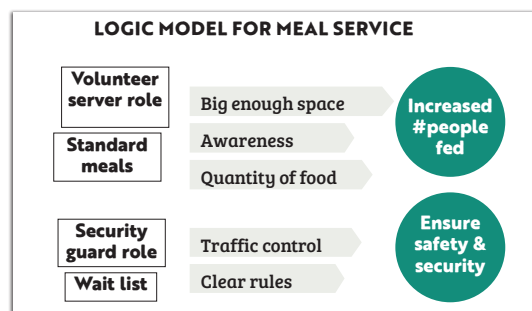 LOGIC MODEL FOR MEAL SERVICE
Volunteer
server role
Standard
meals
Big enough space
Awareness
Quantity of food
Increased
#people
fed
Security
guard role
Wait list
Traffic control
Clear rules
Ensure
safety &
security